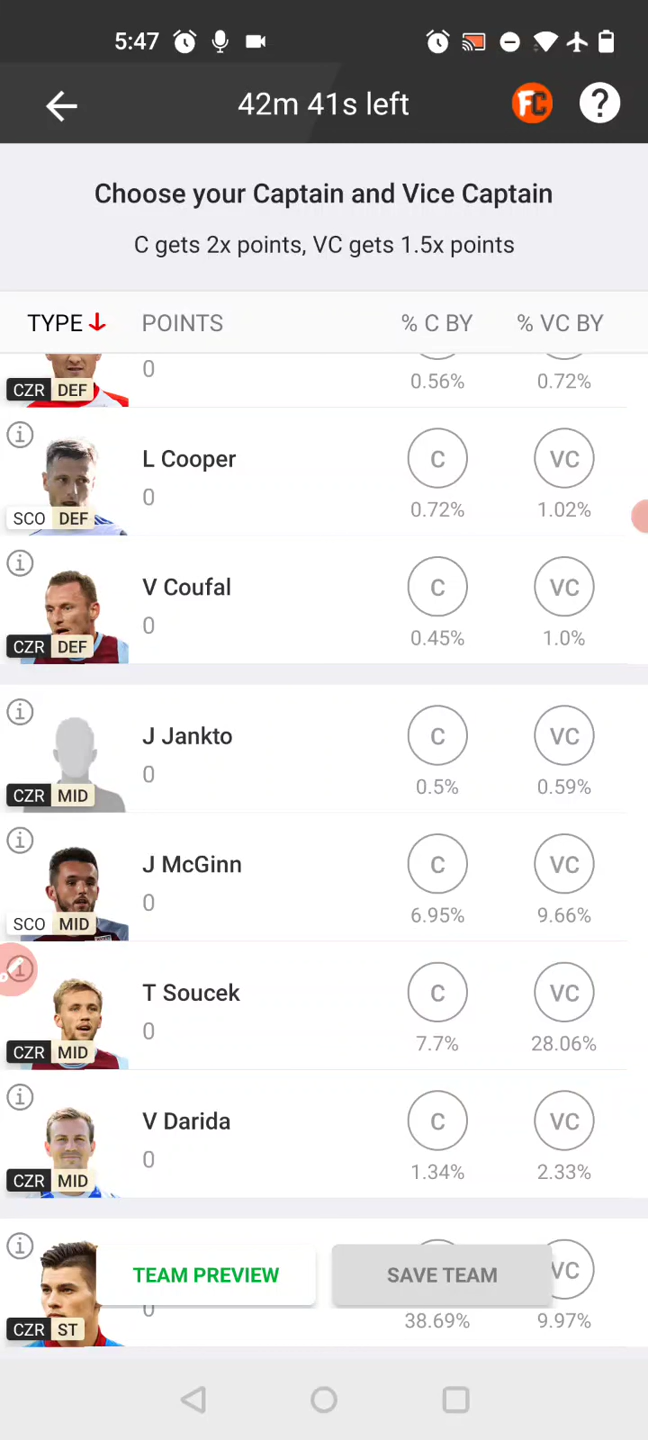 5:47
42m 41s left
FC
?
Choose your Captain and Vice Captain
C gets 2x points, VC gets 1.5x points
TYPE POINTS % C BY % VC BY
0
CZR DEF 0.56% 0.72%
L Cooper C VC
0
SCO DEF 0.72% 1.02%
V Coufal C VC
0
CZR DEF 0.45% 1.0%
J Jankto C VC
0
CZR MID 0.5% 0.59%
J McGinn C VC
0
SCO MID 6.95% 9.66%
T Soucek C VC
0
CZR MID 7.7% 28.06%
V Darida C VC
0
CZR MID 1.34% 2.33%
TEAM PREVIEW SAVE TEAM VC
0
CZR ST 38.69% 9.97%